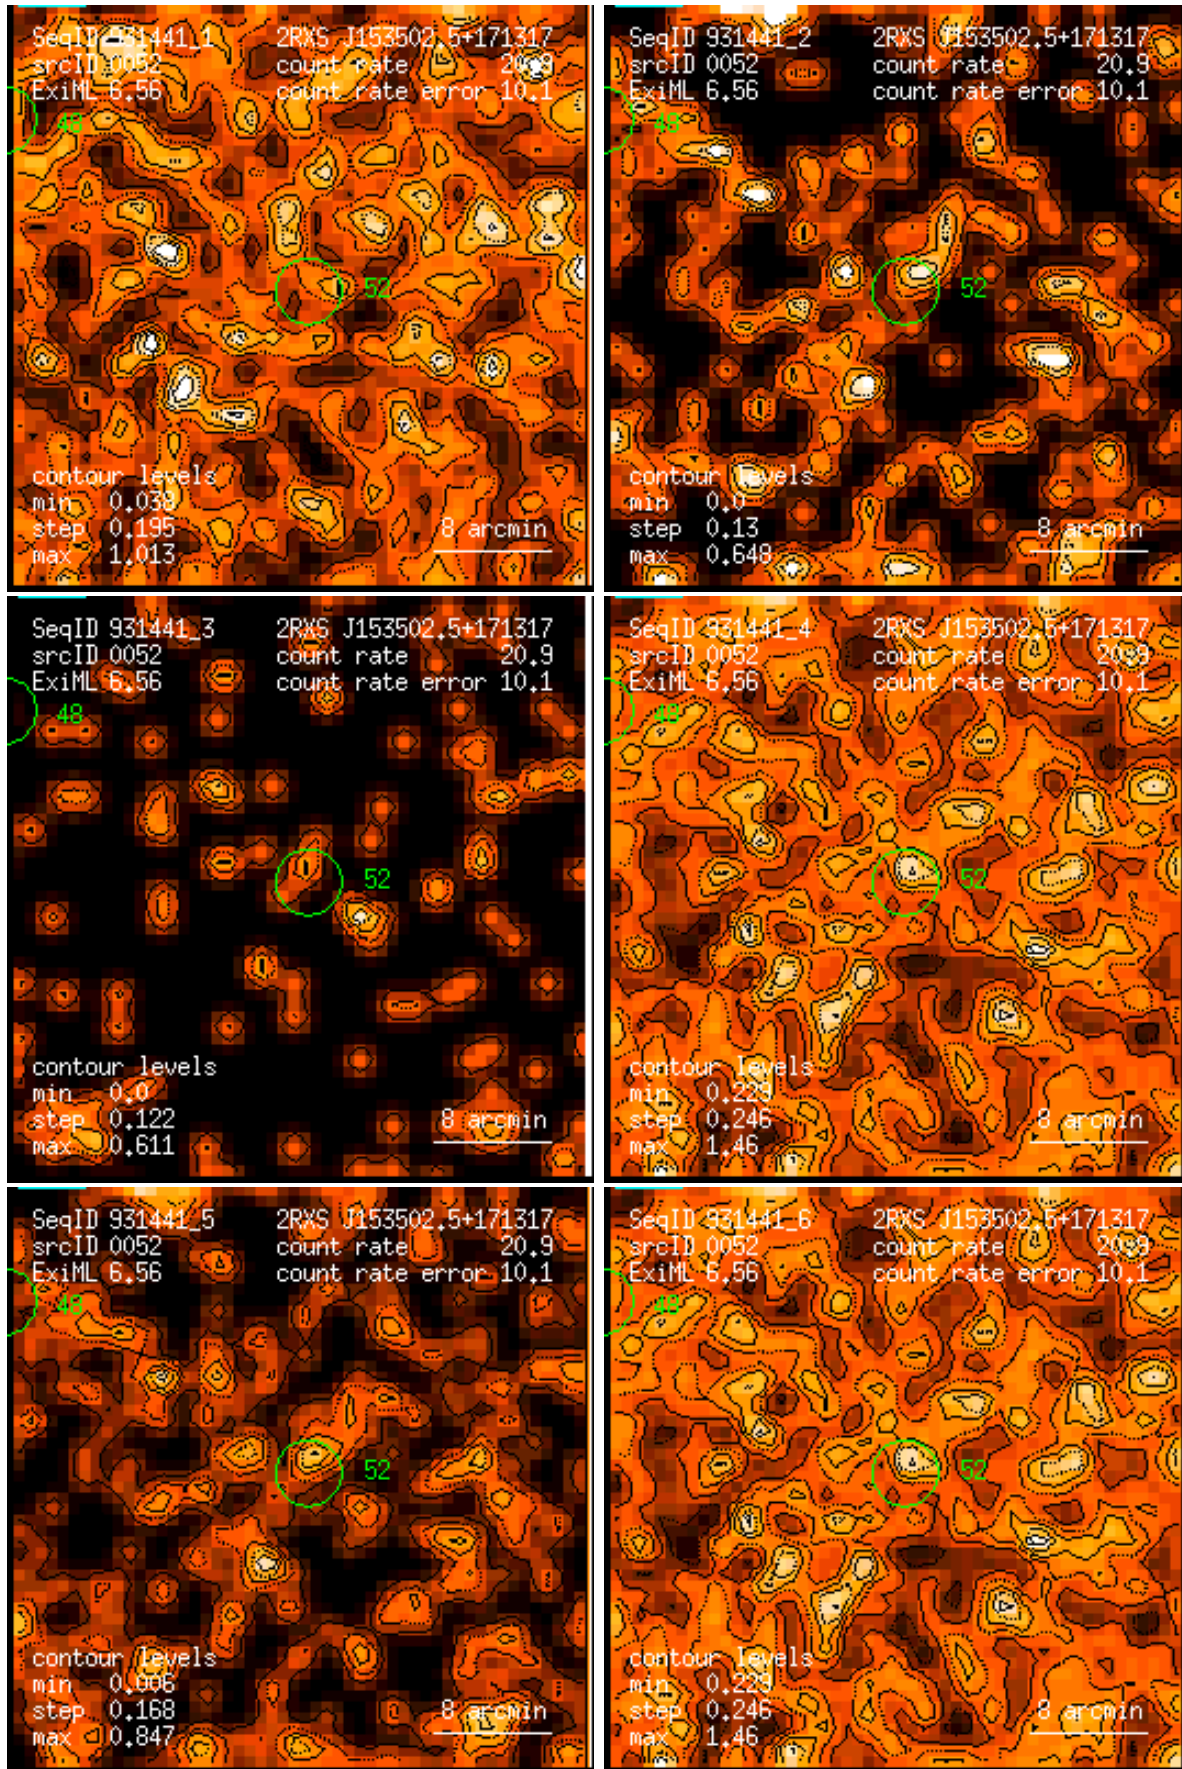 SeqID 931441_1 2RXS J153502.5+171317
srcID 0052 count rate 20.9
ExiML 6.56 count rate error 10.1
48
52
contour levels
min 0.038
step 0.195 8 arcmin
max 1.013
SeqID 931441_2 2RXS J153502.5+171317
srcID 0052 count rate 20.9
ExiML 6.56 count rate error 10.1
48
52
contour levels
min 0.0
step 0.13 8 arcmin
max 0.648
SeqID 931441_3 2RXS J153502.5+171317
srcID 0052 count rate 20.9
ExiML 6.56 count rate error 10.1
48
52
contour levels
min 0.0
step 0.122 8 arcmin
max 0.611
SeqID 931441_4 2RXS J153502.5+171317
srcID 0052 count rate 20.9
ExiML 6.56 count rate error 10.1
48
52
contour levels
min 0.229
step 0.246 8 arcmin
max 1.46
SeqID 931441_5 2RXS J153502.5+171317
srcID 0052 count rate 20.9
ExiML 6.56 count rate error 10.1
48
52
contour levels
min 0.006
step 0.168 8 arcmin
max 0.847
SeqID 931441_6 2RXS J153502.5+171317
srcID 0052 count rate 20.9
ExiML 6.56 count rate error 10.1
48
52
contour levels
min 0.229
step 0.246 8 arcmin
max 1.46